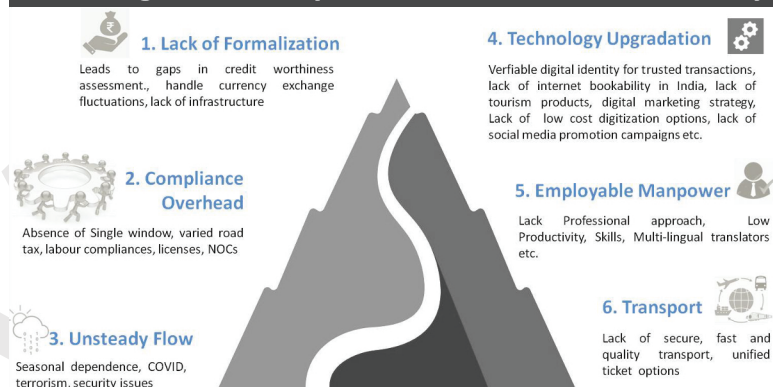 1. Lack of Formalization
Leads to gaps in credit worthiness
assessment., handle currency exchange
fluctuations, lack of infrastructure
2. Compliance
Overhead
Absence of Single window, varied road
tax, labour compliances, licenses, NOCs
3. Unsteady Flow
Seasonal dependence, COVID,
terrorism, security issues
4. Technology Upgradation
Verfiable digital identity for trusted transactions,
lack of internet bookability in India, lack of
tourism products, digital marketing strategy,
Lack of low cost digitization options, lack of
social media promotion campaigns etc.
5. Employable Manpower
Lack Professional approach, Low
Productivity, Skills, Multi-lingual translators
etc.
6. Transport
Lack of secure, fast and
quality transport, unified
ticket options